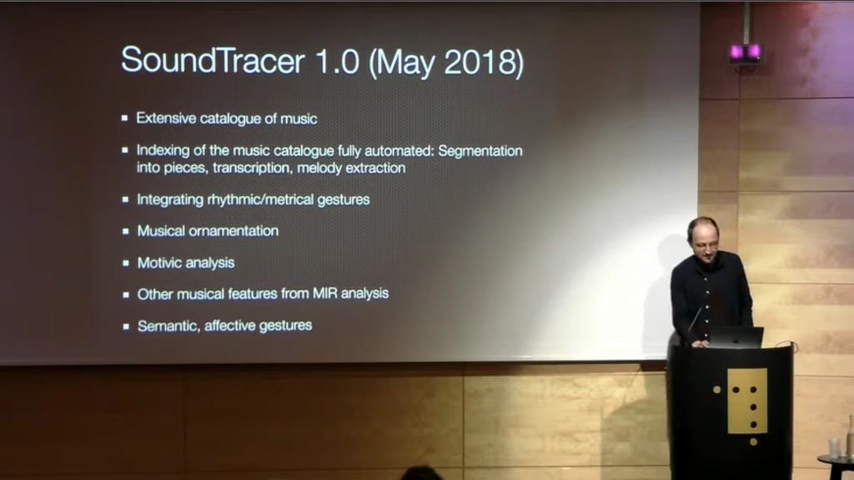 SoundTracer 1.0 (May 2018)
Extensive catalogue of music
Indexing of the music catalogue fully automated: Segmentation
into pieces, transcription, melody extraction
Integrating rhythmic/metrical gestures
Musical ornamentation
Motivic analysis
Other musical features from MIR analysis
Semantic, affective gestures